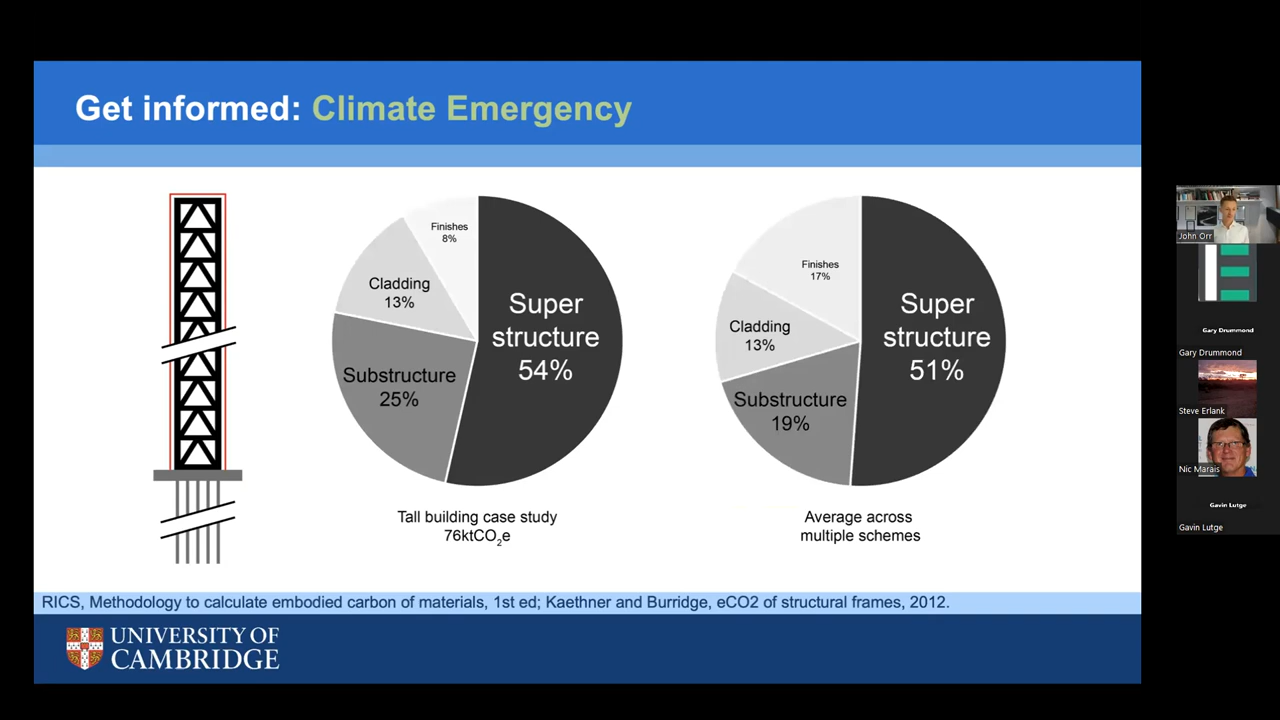 Get informed: Climate Emergency
Finishes
8%
Cladding
13%
Substructure
25%
Super
structure
54%
Tall building case study
76ktCO₂e
Finishes
17%
Cladding
13%
Substructure
19%
Super
structure
51%
Average across
multiple schemes
RICS, Methodology to calculate embodied carbon of materials, 1st ed; Kaethner and Burridge, eCO2 of structural frames, 2012.
UNIVERSITY OF
CAMBRIDGE
John Orr
Gary Drummond
Gary Drummond
Steve Erlank
Nic Marais
Gavin Lutge
Gavin Lutge